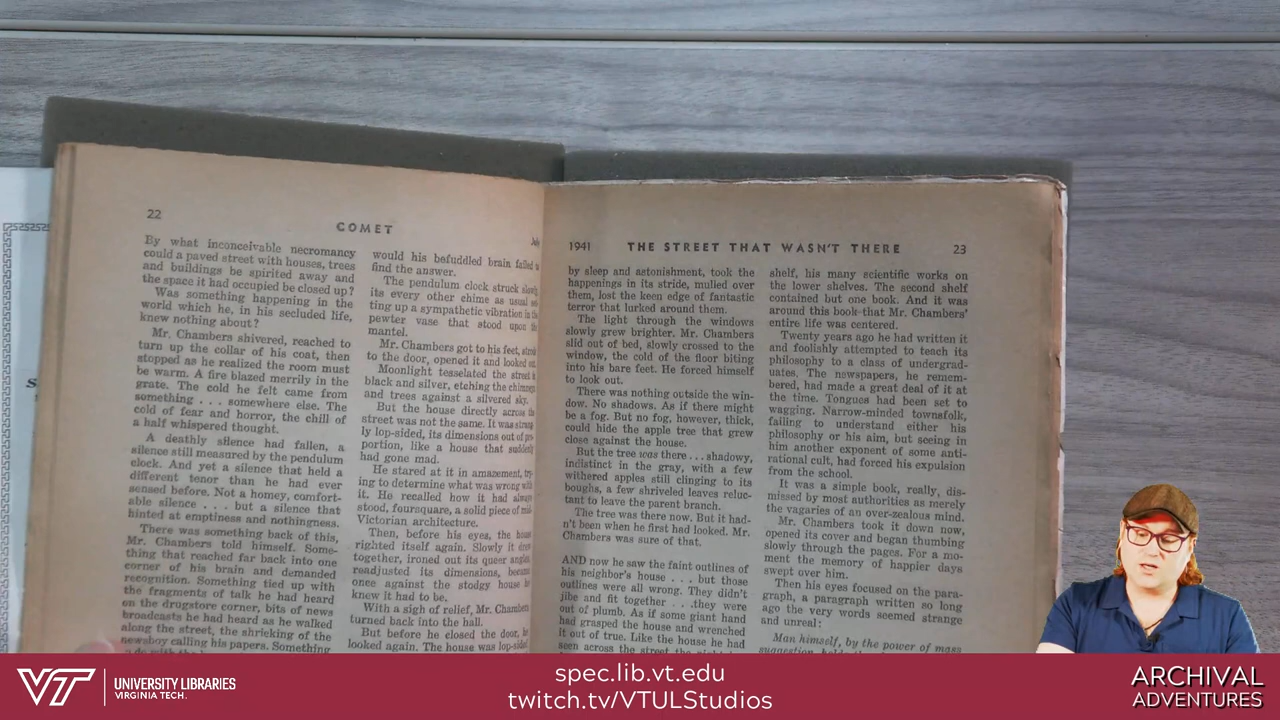 22
COMET
July
By what inconceivable necromancy
could a paved street with houses, trees
and buildings be spirited away and
the space it had occupied be closed up?
Was something happening in the
world which he, in his secluded life,
knew nothing about?
Mr. Chambers shivered, reached to
turn up the collar of his coat, then
stopped as he realized the room must
be warm. A fire blazed merrily in the
grate. The cold he felt came from
something . . . somewhere else. The
cold of fear and horror, the chill of
a half whispered thought.
A deathly silence had fallen, a
silence still measured by the pendulum
clock. And yet a silence that held a
different tenor than he had ever
sensed before. Not a homey, comfort-
able silence . . . but a silence that
hinted at emptiness and nothingness.
There was something back of this,
Mr. Chambers told himself. Some-
thing that reached far back into one
corner of his brain and demanded
recognition. Something tied up with
the fragments of talk he had heard
on the drugstore corner, bits of news
broadcasts he had heard as he walked
along the street, the shrieking of the
newsboy calling his papers. Something
would his befuddled brain failed
find the answer.
The pendulum clock struck slowly,
its every other chime as usual
ting up a sympathetic vibration in the
pewter vase that stood upon the
mantel.
Mr. Chambers got to his feet,
to the door, opened it and looked out.
Moonlight tesselated the street in
black and silver, etching the chimneys
and trees against a silvered sky.
But the house directly across the
street was not the same. It was strange-
ly lop-sided, its dimensions out of pro-
portion, like a house that suddenly
had gone mad.
He stared at it in amazement, try-
ing to determine what was wrong with
it. He recalled how it had always
stood, foursquare, a solid piece of mid-
Victorian architecture.
Then, before his eyes, the house
righted itself again. Slowly it drew
together, ironed out its queer angles,
readjusted its dimensions, became
once against the stodgy house he
knew it had to be.
With a sigh of relief, Mr. Chambers
turned back into the hall.
But before he closed the door, he
looked again. The house was lop-sided
1941
THE STREET THAT WASN'T THERE
23
by sleep and astonishment, took the
happenings in its stride, mulled over
them, lost the keen edge of fantastic
terror that lurked around them.
The light through the windows
slowly grew brighter. Mr. Chambers
slid out of bed, slowly crossed to the
window, the cold of the floor biting
into his bare feet. He forced himself
to look out.
There was nothing outside the win-
dow. No shadows. As if there might
be a fog. But no fog, however, thick,
could hide the apple tree that grew
close against the house.
But the tree was there . . . shadowy,
indistinct in the gray, with a few
withered apples still clinging to its
boughs, a few shriveled leaves reluc-
tant to leave the parent branch.
The tree was there now. But it had-
n't been when he first had looked. Mr.
Chambers was sure of that.
AND now he saw the faint outlines of
his neighbor's house . . . but those
outlines were all wrong. They didn't
jibe and fit together . . .they were
out of plumb. As if some giant hand
had grasped the house and wrenched
it out of true. Like the house he had
seen across the street the night
shelf, his many scientific works on
the lower shelves. The second shelf
contained but one book. And it was
around this book that Mr. Chambers'
entire life was centered.
Twenty years ago he had written it
and foolishly attempted to teach its
philosophy to a class of undergrad-
uates. The newspapers, he remem-
bered, had made a great deal of it at
the time. Tongues had been set to
wagging. Narrow-minded townsfolk,
failing to understand either his
philosophy or his aim, but seeing in
him another exponent of some anti-
rational cult, had forced his expulsion
from the school.
It was a simple book, really, dis-
missed by most authorities as merely
the vagaries of an over-zealous mind.
Mr. Chambers took it down now,
opened its cover and began thumbing
slowly through the pages. For a mo-
ment the memory of happier days
swept over him.
Then his eyes focused on the para-
graph, a paragraph written so long
ago the very words seemed strange
and unreal:
Man himself, by the power of mass
VT UNIVERSITY LIBRARIES
VIRGINIA TECH.
spec.lib.vt.edu
twitch.tv/VTULStudios
ARCHIVAL
ADVENTURES